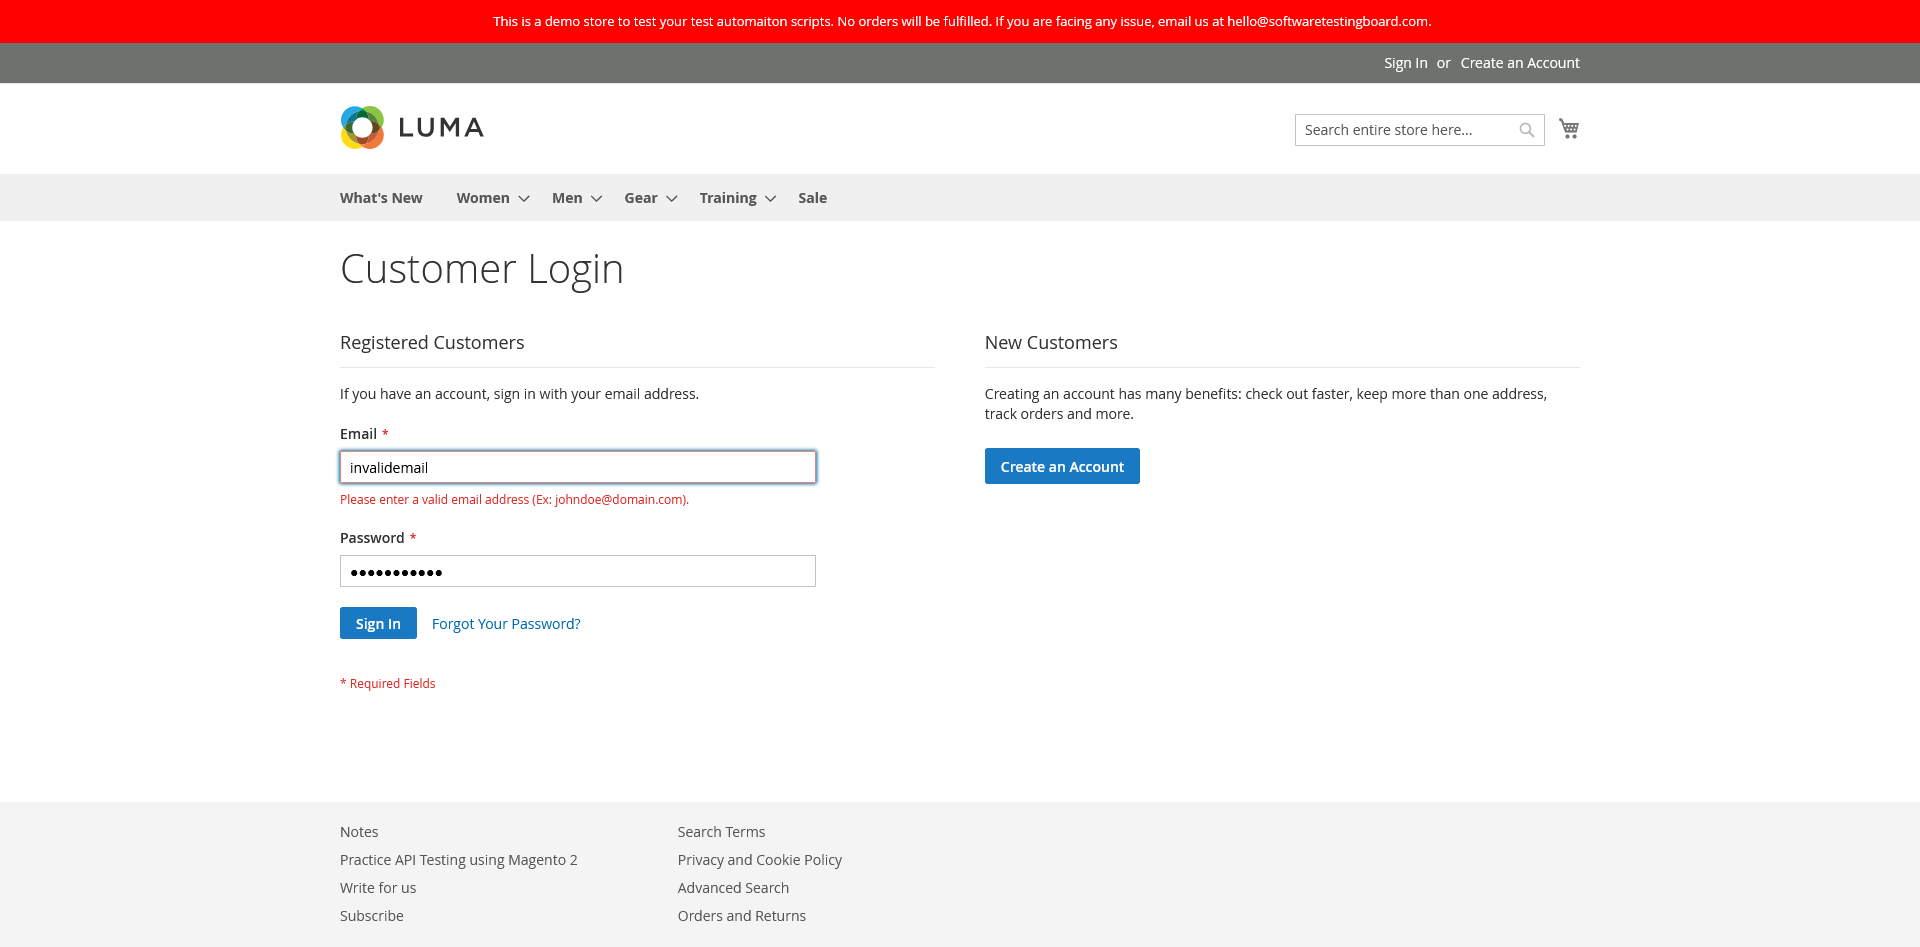 This is a demo store to test your test automaiton scripts. No orders will be fulfilled. If you are facing any issue, email us at hello@softwaretestingboard.com.
Sign In or Create an Account
LUMA
Search entire store here...
What's New Women Men Gear Training Sale
Customer Login
Registered Customers
If you have an account, sign in with your email address.
Email *
invalidemail
Please enter a valid email address (Ex: johndoe@domain.com).
Password *
●●●●●●●●●●●
Sign In Forgot Your Password?
* Required Fields
New Customers
Creating an account has many benefits: check out faster, keep more than one address,
track orders and more.
Create an Account
Notes
Practice API Testing using Magento 2
Write for us
Subscribe
Search Terms
Privacy and Cookie Policy
Advanced Search
Orders and Returns